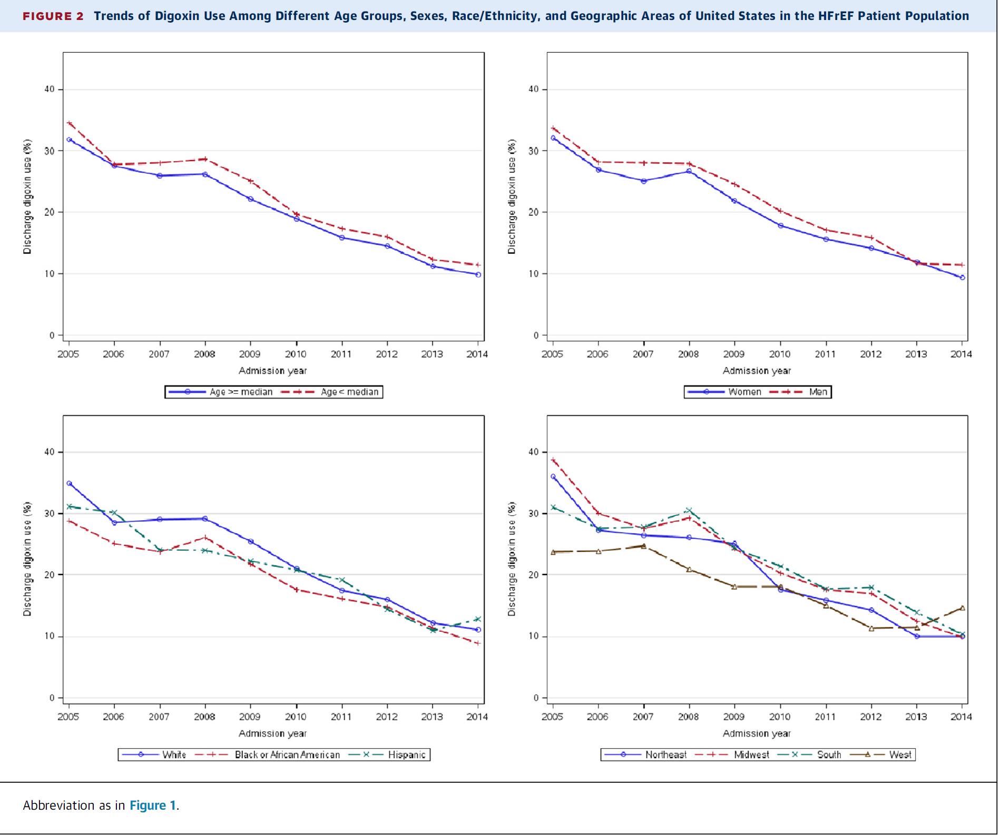 FIGURE 2 Trends of Digoxin Use Among Different Age Groups, Sexes, Race/Ethnicity, and Geographic Areas of United States in the HFrEF Patient Population
Discharge digoxin use (%)
40
30
20
10
0
2005 2006 2007 2008 2009 2010 2011 2012 2013 2014
Admission year
Age >= median Age < median
Discharge digoxin use (%)
40
30
20
10
0
2005 2006 2007 2008 2009 2010 2011 2012 2013 2014
Admission year
Women Men
Discharge digoxin use (%)
40
30
20
10
0
2005 2006 2007 2008 2009 2010 2011 2012 2013 2014
Admission year
White Black or African American Hispanic
Discharge digoxin use (%)
40
30
20
10
0
2005 2006 2007 2008 2009 2010 2011 2012 2013 2014
Admission year
Northeast Midwest South West
Abbreviation as in Figure 1.